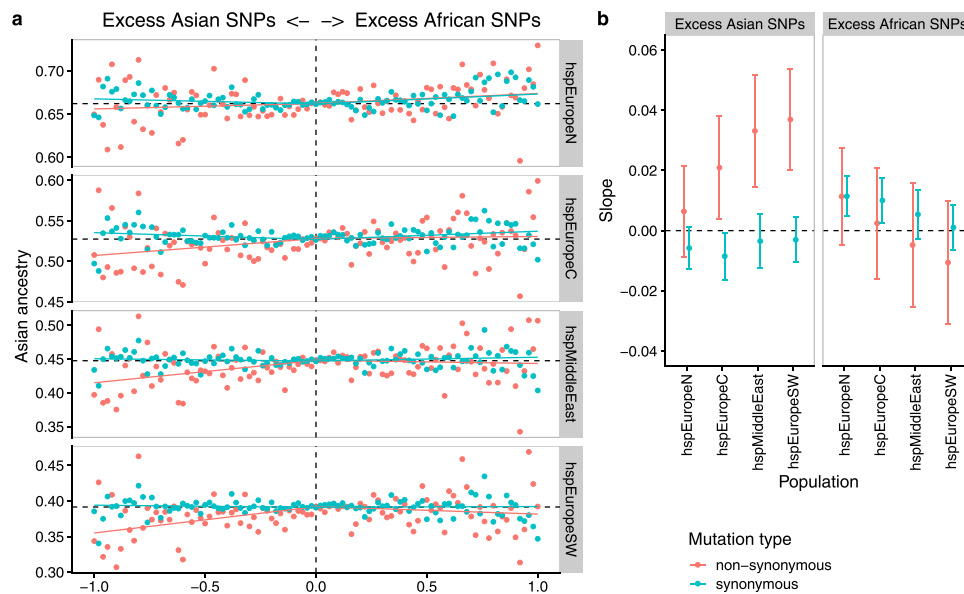 a
Excess Asian SNPs <− −> Excess African SNPs
Asian ancestry
0.70
0.65
0.60
hspEuropeN
0.60
0.55
0.50
0.45
hspEuropeC
0.50
0.45
0.40
0.35
hspMiddleEast
0.45
0.40
0.35
0.30
hspEuropeSW
−1.0
−0.5
0.0
0.5
1.0
b
Excess Asian SNPs
Excess African SNPs
Slope
0.06
0.04
0.02
0.00
−0.02
−0.04
hspEuropeN
hspEuropeC
hspMiddleEast
hspEuropeSW
hspEuropeN
hspEuropeC
hspMiddleEast
hspEuropeSW
Population
Mutation type
non−synonymous
synonymous